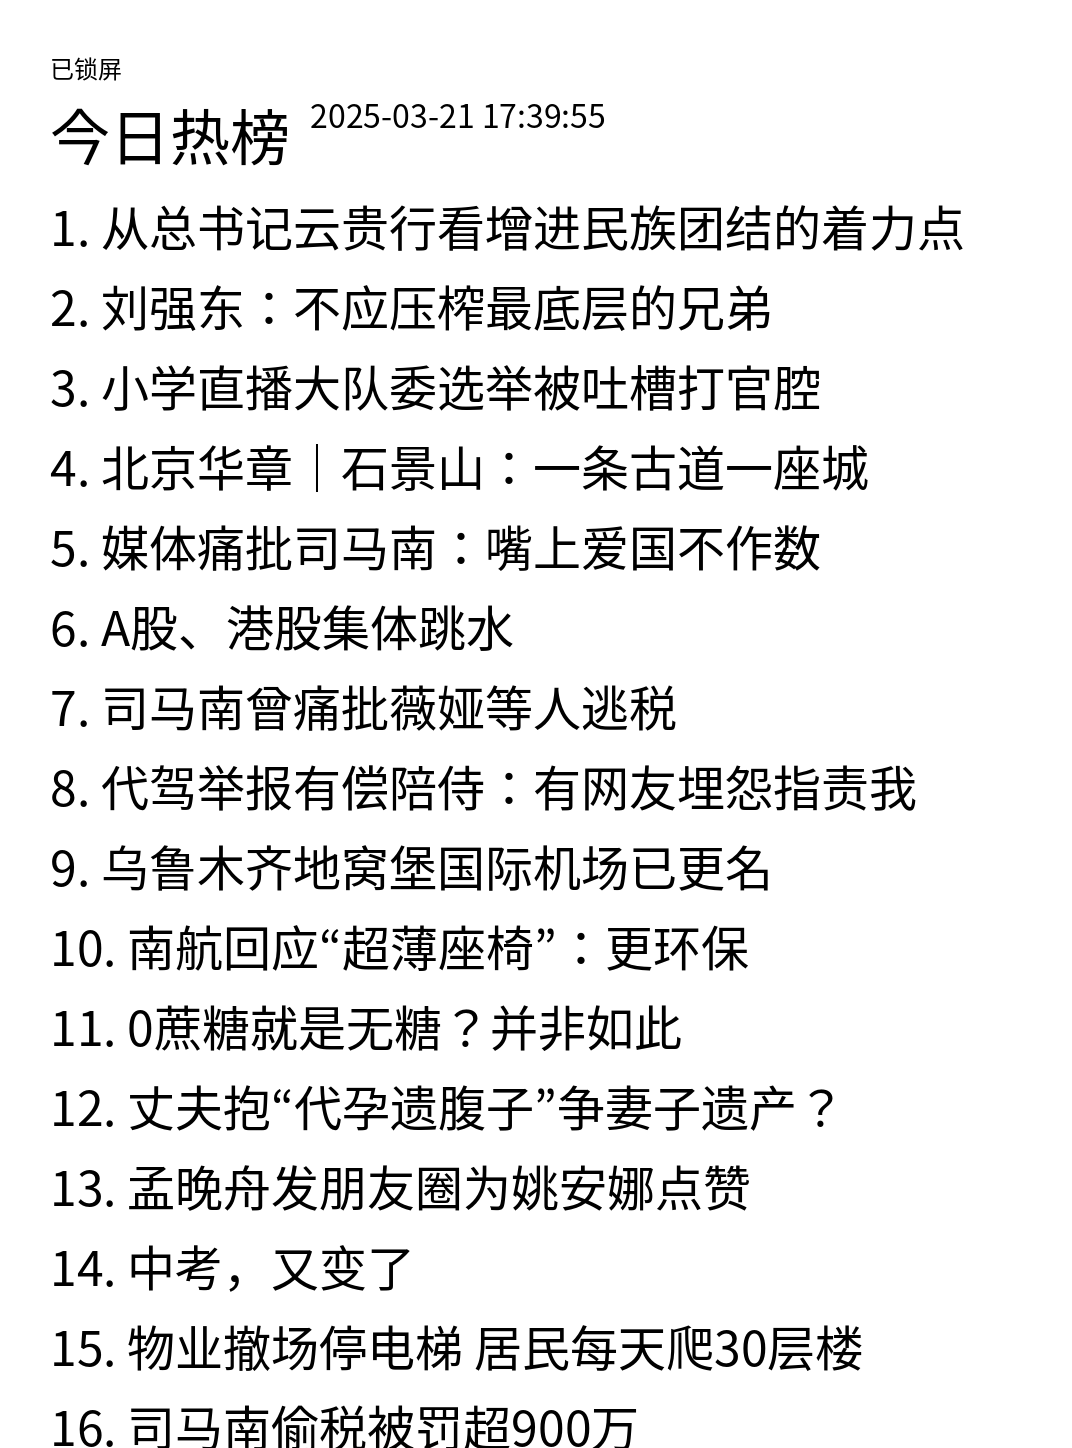 已锁屏
今日热榜 2025-03-21 17:39:55
1. 从总书记云贵行看增进民族团结的着力点
2. 刘强东：不应压榨最底层的兄弟
3. 小学直播大队委选举被吐槽打官腔
4. 北京华章｜石景山：一条古道一座城
5. 媒体痛批司马南：嘴上爱国不作数
6. A股、港股集体跳水
7. 司马南曾痛批薇娅等人逃税
8. 代驾举报有偿陪侍：有网友埋怨指责我
9. 乌鲁木齐地窝堡国际机场已更名
10. 南航回应“超薄座椅”：更环保
11. 0蔗糖就是无糖？并非如此
12. 丈夫抱“代孕遗腹子”争妻子遗产？
13. 孟晚舟发朋友圈为姚安娜点赞
14. 中考，又变了
15. 物业撤场停电梯 居民每天爬30层楼
16. 司马南偷税被罚超900万